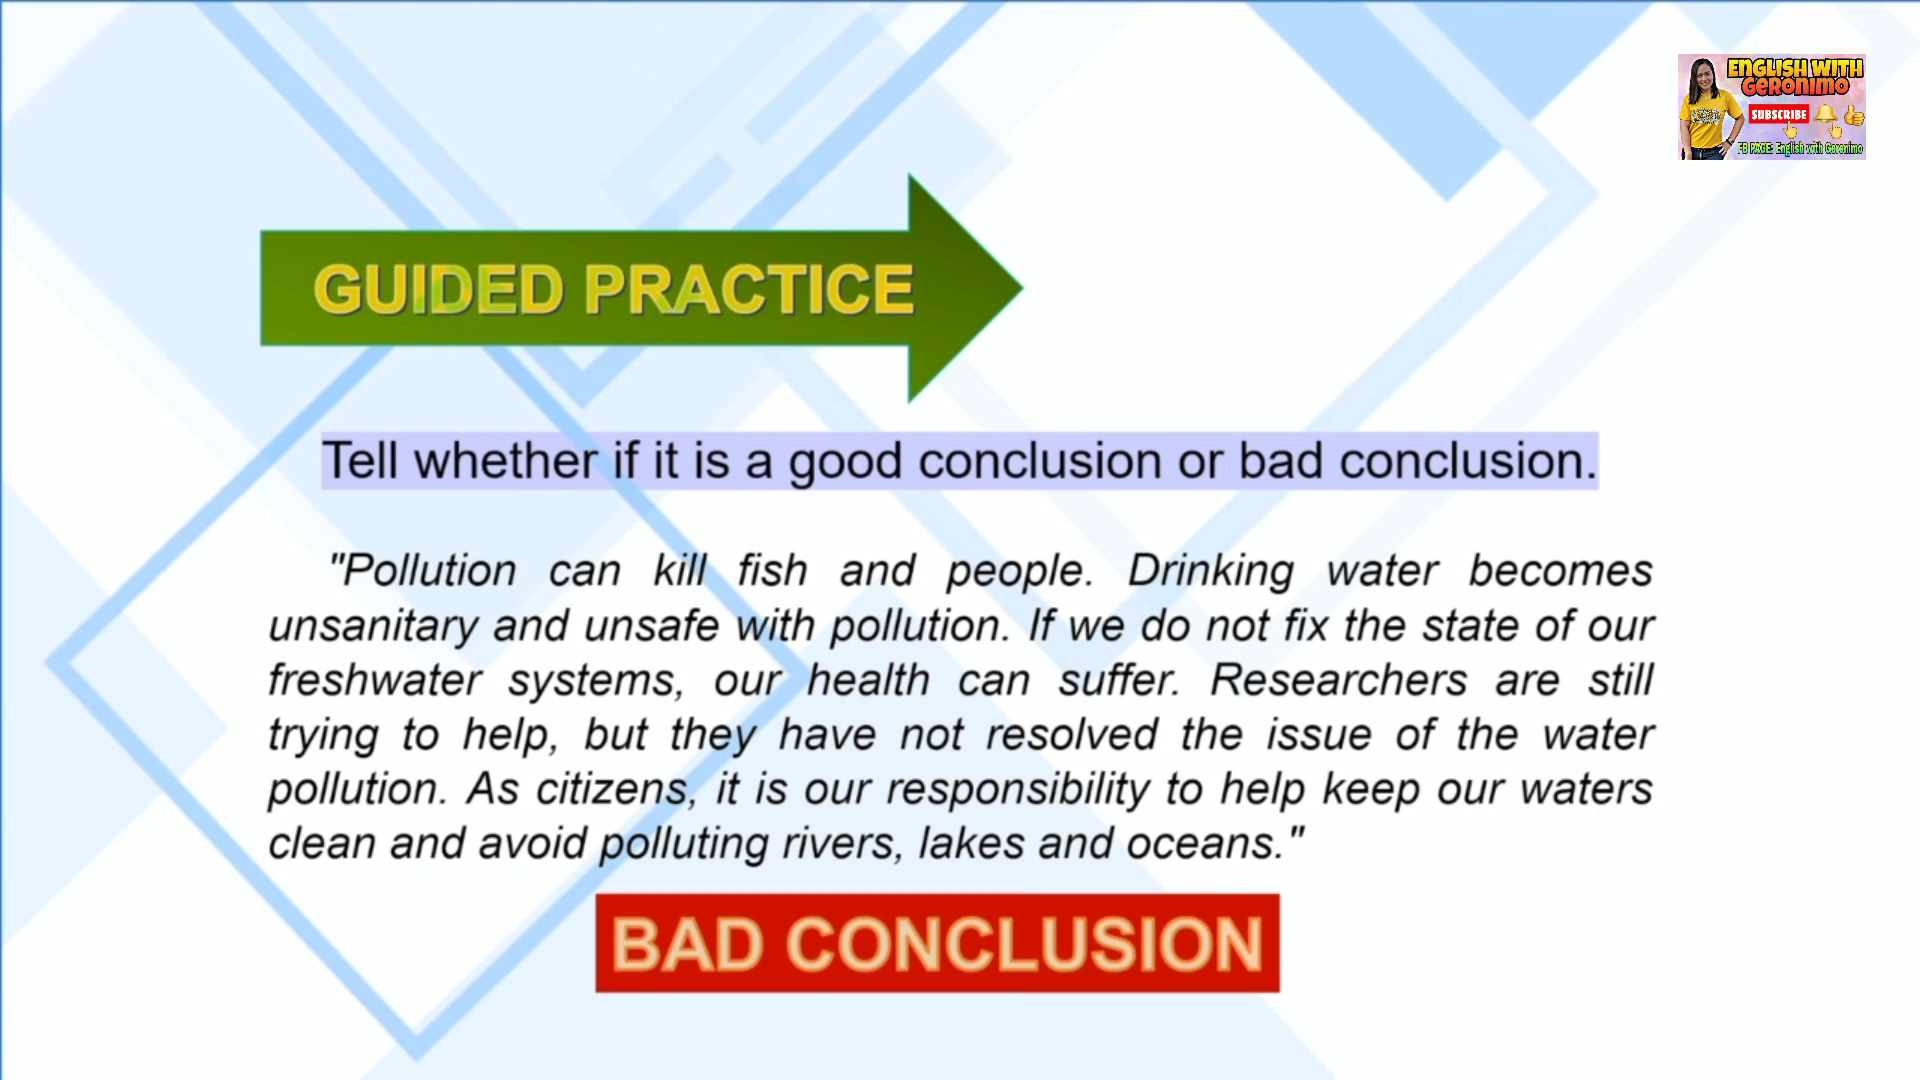 ENGLISH WITH
GERONIMO
SUBSCRIBE
FB PAGE: English with Geronimo
GUIDED PRACTICE
Tell whether if it is a good conclusion or bad conclusion.
"Pollution can kill fish and people. Drinking water becomes
unsanitary and unsafe with pollution. If we do not fix the state of our
freshwater systems, our health can suffer. Researchers are still
trying to help, but they have not resolved the issue of the water
pollution. As citizens, it is our responsibility to help keep our waters
clean and avoid polluting rivers, lakes and oceans."
BAD CONCLUSION